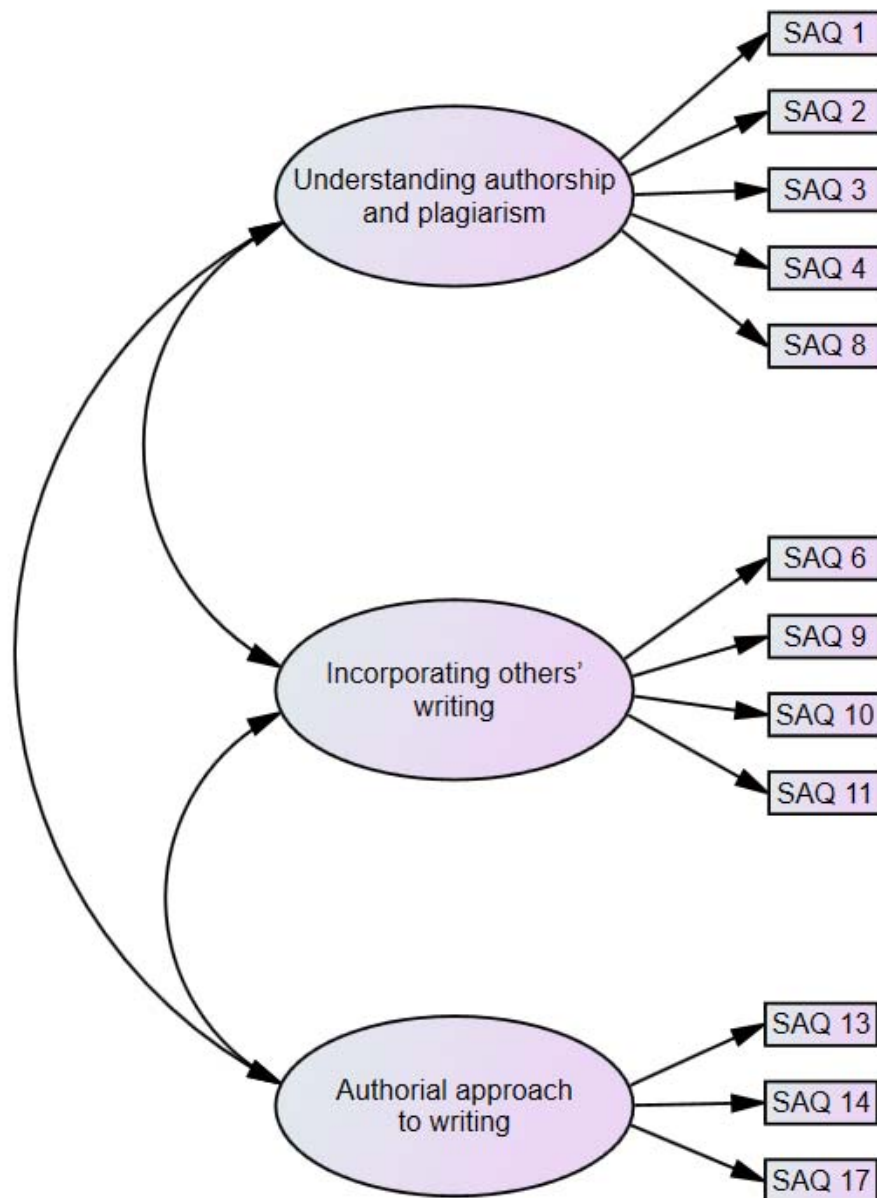 SAQ 1
SAQ 2
Understanding authorship
and plagiarism
SAQ 3
SAQ 4
SAQ 8
SAQ 6
SAQ 9
Incorporating others’
writing
SAQ 10
SAQ 11
SAQ 13
Authorial approach
to writing
SAQ 14
SAQ 17